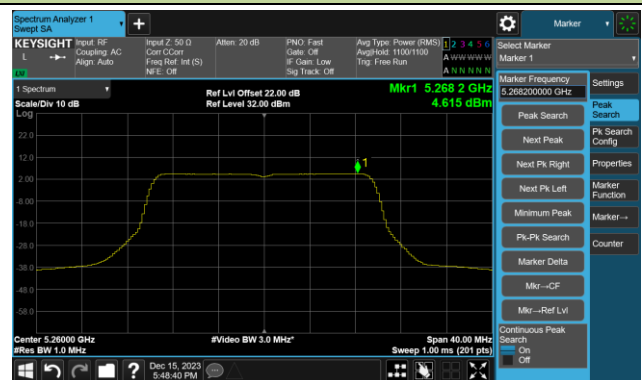 Spectrum Analyzer 1
Swept SA
+
Marker
KEYSIGHT
L
LW
Input: RF
Coupling: AC
Align: Auto
Input Z: 50 Ω
Corr CCorr
Freq Ref: Int (S)
NFE: Off
Atten: 20 dB
PNO: Fast
Gate: Off
IF Gain: Low
Sig Track: Off
Avg Type: Power (RMS)
Avg|Hold: 1100/1100
Trig: Free Run
1 2 3 4 5 6
A W W W W W
A N N N N N
Select Marker
Marker 1
1 Spectrum
Scale/Div 10 dB
Log
Ref Lvl Offset 22.00 dB
Ref Level 32.00 dBm
Mkr1 5.268 2 GHz
4.615 dBm
22.0
12.0
2.00
-8.00
-18.0
-28.0
-38.0
-48.0
-58.0
1
Center 5.26000 GHz
#Res BW 1.0 MHz
#Video BW 3.0 MHz*
Span 40.00 MHz
Sweep 1.00 ms (201 pts)
Marker Frequency
5.268200000 GHz
Peak Search
Next Peak
Next Pk Right
Next Pk Left
Minimum Peak
Pk-Pk Search
Marker Delta
Mkr→CF
Mkr→Ref Lvl
Continuous Peak
Search
On
Off
Settings
Peak
Search
Pk Search
Config
Properties
Marker
Function
Marker→
Counter
?
Dec 15, 2023
5:48:40 PM